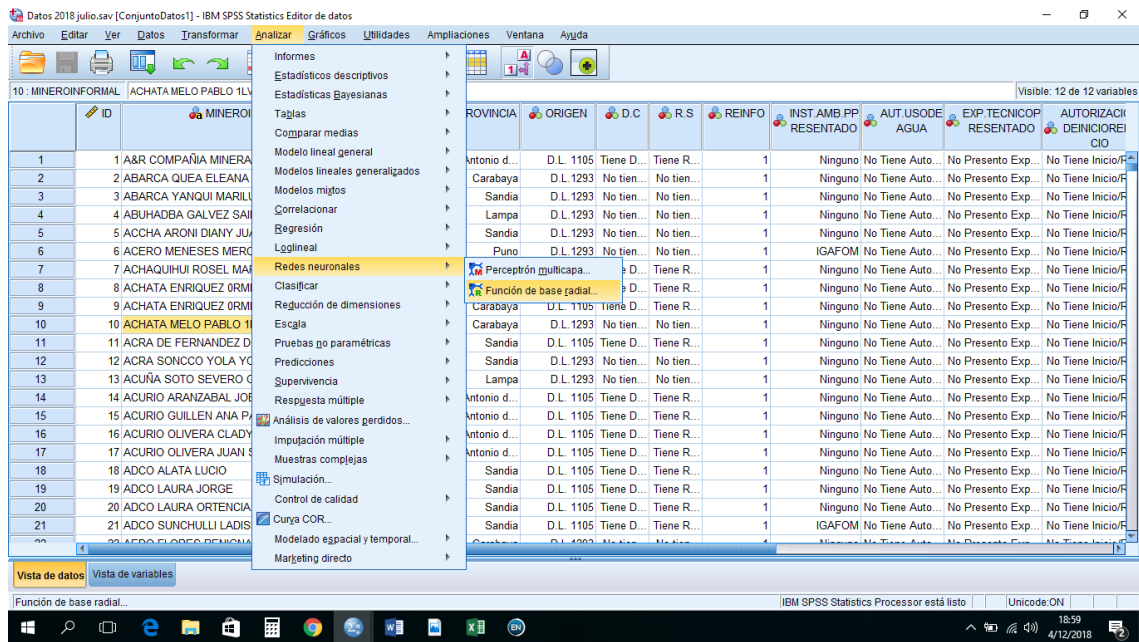 Datos 2018 julio.sav [ConjuntoDatos1] - IBM SPSS Statistics Editor de datos
Archivo Editar Ver Datos Transformar Analizar Gráficos Utilidades Ampliaciones Ventana Ayuda
10 : MINEROINFORMAL ACHATA MELO PABLO 1LV
Visible: 12 de 12 variables
ID MINEROI ROVINCIA ORIGEN D.C R.S REINFO INST.AMB.PP RESENTADO AUT.USODE AGUA EXP.TECNICOP RESENTADO AUTORIZACI DEINICIOREI CIO
1 1 A&R COMPAÑIA MINERA Antonio d... D.L. 1105 Tiene D... Tiene R... 1 Ninguno No Tiene Auto... No Presento Exp... No Tiene Inicio/R
2 2 ABARCA QUEA ELEANA Carabaya D.L.1293 No tien... No tien... 1 Ninguno No Tiene Auto... No Presento Exp... No Tiene Inicio/R
3 3 ABARCA YANQUI MARILU Sandia D.L.1293 No tien... No tien... 1 Ninguno No Tiene Auto... No Presento Exp... No Tiene Inicio/R
4 4 ABUHADBA GALVEZ SAI Lampa D.L.1293 No tien... No tien... 1 Ninguno No Tiene Auto... No Presento Exp... No Tiene Inicio/R
5 5 ACCHA ARONI DIANY JUA Sandia D.L.1293 No tien... No tien... 1 Ninguno No Tiene Auto... No Presento Exp... No Tiene Inicio/R
6 6 ACERO MENESES MERC Puno D.L.1293 No tien... No tien... 1 IGAFOM No Tiene Auto... No Presento Exp... No Tiene Inicio/R
7 7 ACHAQUIHUI ROSEL MAR e D... Tiene R... 1 Ninguno No Tiene Auto... No Presento Exp... No Tiene Inicio/R
8 8 ACHATA ENRIQUEZ 0RMI e D... Tiene R... 1 Ninguno No Tiene Auto... No Presento Exp... No Tiene Inicio/R
9 9 ACHATA ENRIQUEZ 0RMI Carabaya D.L. 1105 Tiene D... Tiene R... 1 Ninguno No Tiene Auto... No Presento Exp... No Tiene Inicio/R
10 10 ACHATA MELO PABLO 1l Carabaya D.L.1293 No tien... No tien... 1 Ninguno No Tiene Auto... No Presento Exp... No Tiene Inicio/R
11 11 ACRA DE FERNANDEZ D Sandia D.L. 1105 Tiene D... Tiene R... 1 Ninguno No Tiene Auto... No Presento Exp... No Tiene Inicio/R
12 12 ACRA SONCCO YOLA YO Sandia D.L.1293 No tien... No tien... 1 Ninguno No Tiene Auto... No Presento Exp... No Tiene Inicio/R
13 13 ACUÑA SOTO SEVERO G Lampa D.L.1293 No tien... No tien... 1 Ninguno No Tiene Auto... No Presento Exp... No Tiene Inicio/R
14 14 ACURIO ARANZABAL JOE Antonio d... D.L. 1105 Tiene D... Tiene R... 1 Ninguno No Tiene Auto... No Presento Exp... No Tiene Inicio/R
15 15 ACURIO GUILLEN ANA PA Antonio d... D.L. 1105 Tiene D... Tiene R... 1 Ninguno No Tiene Auto... No Presento Exp... No Tiene Inicio/R
16 16 ACURIO OLIVERA CLADY Antonio d... D.L. 1105 Tiene D... Tiene R... 1 Ninguno No Tiene Auto... No Presento Exp... No Tiene Inicio/R
17 17 ACURIO OLIVERA JUAN S Antonio d... D.L. 1105 Tiene D... Tiene R... 1 Ninguno No Tiene Auto... No Presento Exp... No Tiene Inicio/R
18 18 ADCO ALATA LUCIO Sandia D.L. 1105 Tiene D... Tiene R... 1 Ninguno No Tiene Auto... No Presento Exp... No Tiene Inicio/R
19 19 ADCO LAURA JORGE Sandia D.L. 1105 Tiene D... Tiene R... 1 Ninguno No Tiene Auto... No Presento Exp... No Tiene Inicio/R
20 20 ADCO LAURA ORTENCIA Sandia D.L. 1105 Tiene D... Tiene R... 1 Ninguno No Tiene Auto... No Presento Exp... No Tiene Inicio/R
21 21 ADCO SUNCHULLI LADIS Sandia D.L. 1105 Tiene D... Tiene R... 1 IGAFOM No Tiene Auto... No Presento Exp... No Tiene Inicio/R
Informes
Estadísticos descriptivos
Estadísticas Bayesianas
Tablas
Comparar medias
Modelo lineal general
Modelos lineales generalizados
Modelos mixtos
Correlacionar
Regresión
Loglineal
Redes neuronales
Clasificar
Reducción de dimensiones
Escala
Pruebas no paramétricas
Predicciones
Supervivencia
Respuesta múltiple
Análisis de valores perdidos...
Imputación múltiple
Muestras complejas
Simulación...
Control de calidad
Curva COR...
Modelado espacial y temporal...
Marketing directo
Perceptrón multicapa...
Función de base radial...
Vista de datos Vista de variables
Función de base radial... IBM SPSS Statistics Processor está listo Unicode:ON
EN
18:59
4/12/2018
2